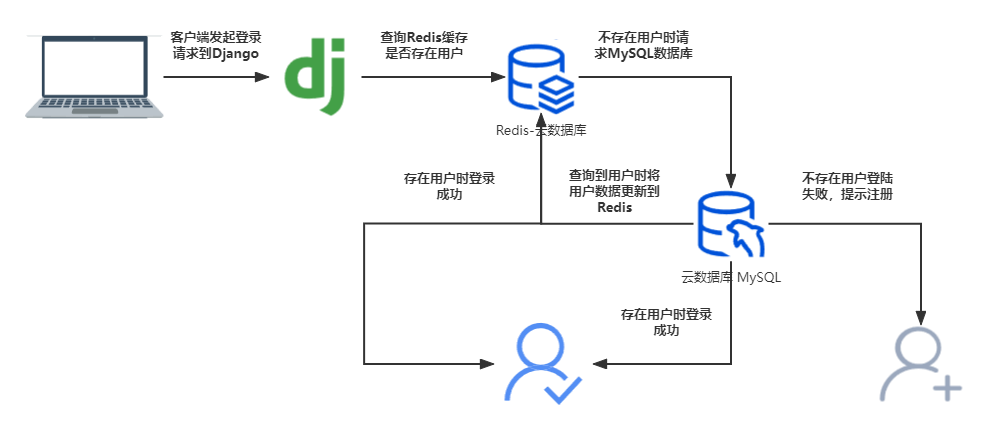 客户端发起登录
请求到Django
dj
查询Redis缓存
是否存在用户
不存在用户时请
求MySQL数据库
Redis-云数据库
存在用户时登录
成功
查询到用户时将
用户数据更新到
Redis
不存在用户登陆
失败，提示注册
云数据库 MySQL
存在用户时登录
成功